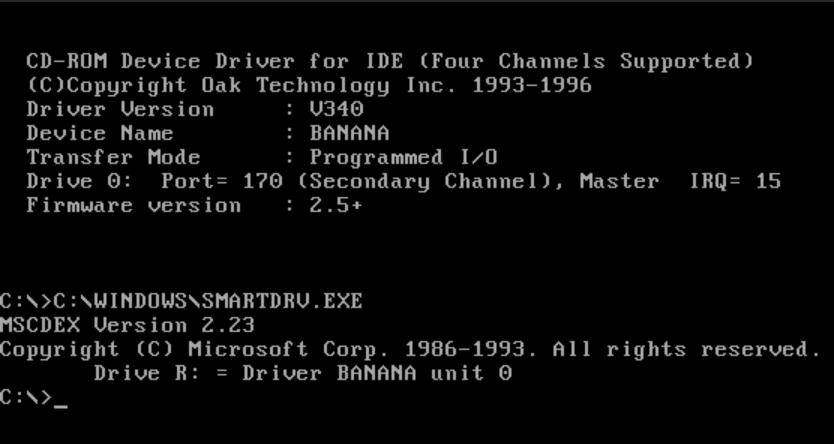 CD-ROM Device Driver for IDE (Four Channels Supported)
(C)Copyright Oak Technology Inc. 1993-1996
Driver Version : V340
Device Name : BANANA
Transfer Mode : Programmed I/O
Drive 0: Port= 170 (Secondary Channel), Master IRQ= 15
Firmware version : 2.5+
C:\>C:\WINDOWS\SMARTDRV.EXE
MSCDEX Version 2.23
Copyright (C) Microsoft Corp. 1986-1993. All rights reserved.
Drive R: = Driver BANANA unit 0
C:\>_